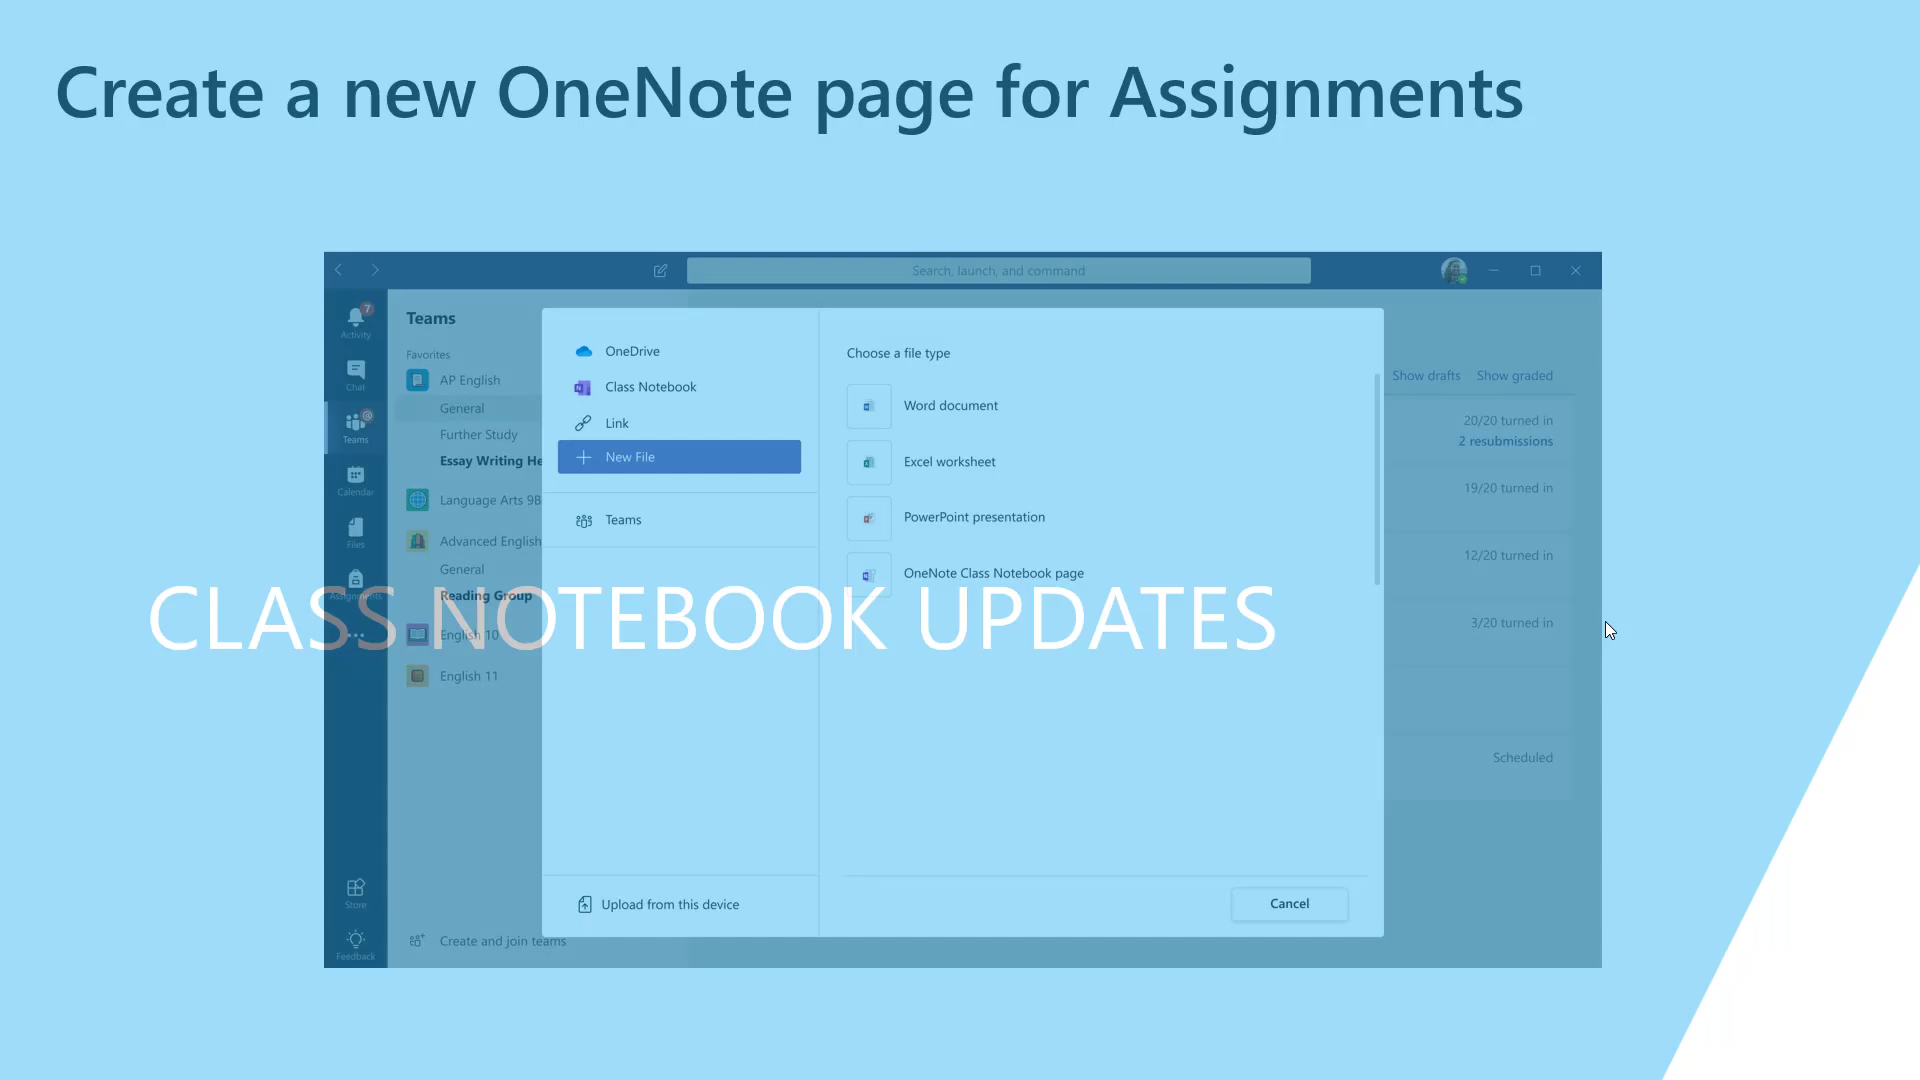 Create a new OneNote page for Assignments
Search, launch, and command
7
Activity
Chat
Teams
Calendar
Files
Assignments
Store
Feedback
Teams
Favorites
AP English
General
Further Study
Essay Writing He
Language Arts 9B
Advanced English
General
Reading Group
English 10
English 11
Create and join teams
OneDrive
Class Notebook
Link
New File
Teams
Upload from this device
Choose a file type
Word document
Excel worksheet
PowerPoint presentation
OneNote Class Notebook page
Cancel
Show drafts Show graded
20/20 turned in
2 resubmissions
19/20 turned in
12/20 turned in
3/20 turned in
Scheduled
CLASS NOTEBOOK UPDATES